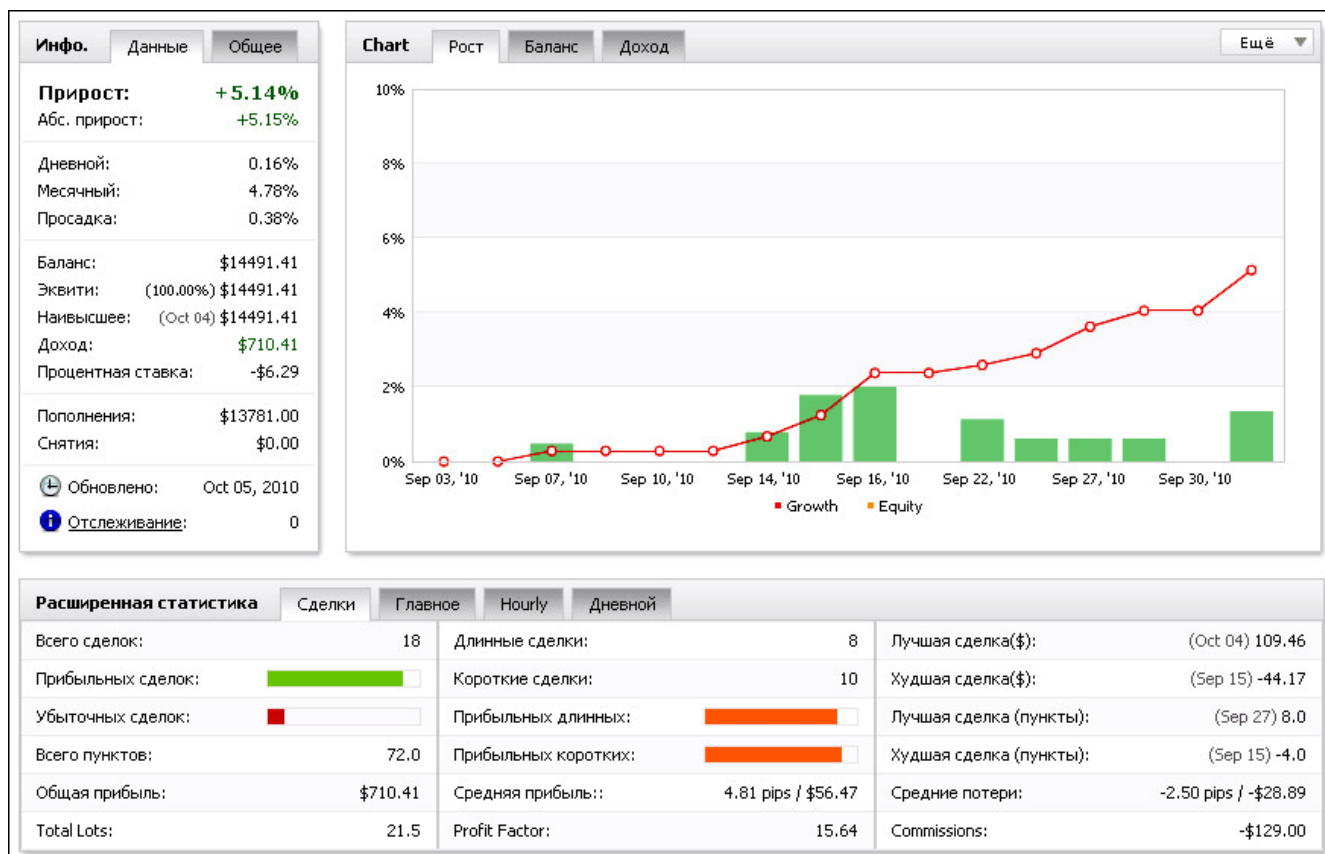 Инфо. Данные Общее
Прирост: +5.14%
Абс. прирост: +5.15%
Дневной: 0.16%
Месячный: 4.78%
Просадка: 0.38%
Баланс: $14491.41
Эквити: (100.00%) $14491.41
Наивысшее: (Oct 04) $14491.41
Доход: $710.41
Процентная ставка: -$6.29
Пополнения: $13781.00
Снятия: $0.00
Обновлено: Oct 05, 2010
Отслеживание: 0
Chart Рост Баланс Доход Ещё
10%
8%
6%
4%
2%
0%
Sep 03, '10 Sep 07, '10 Sep 10, '10 Sep 14, '10 Sep 16, '10 Sep 22, '10 Sep 27, '10 Sep 30, '10
Growth Equity
Расширенная статистика Сделки Главное Hourly Дневной
Всего сделок: 18 Длинные сделки: 8 Лучшая сделка($): (Oct 04) 109.46
Прибыльных сделок: Короткие сделки: 10 Худшая сделка($): (Sep 15) -44.17
Убыточных сделок: Прибыльных длинных: Лучшая сделка (пункты): (Sep 27) 8.0
Всего пунктов: 72.0 Прибыльных коротких: Худшая сделка (пункты): (Sep 15) -4.0
Общая прибыль: $710.41 Средняя прибыль:: 4.81 pips / $56.47 Средние потери: -2.50 pips / -$28.89
Total Lots: 21.5 Profit Factor: 15.64 Commissions: -$129.00